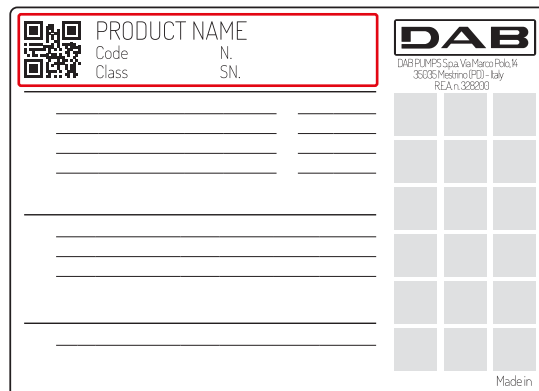 PRODUCT NAME
Code N.
Class SN.
DAB
DAB PUMPS S.p.a. Via Marco Polo, 14
35035 Mestrino (PD) - Italy
R.E.A. n. 328200
Made in